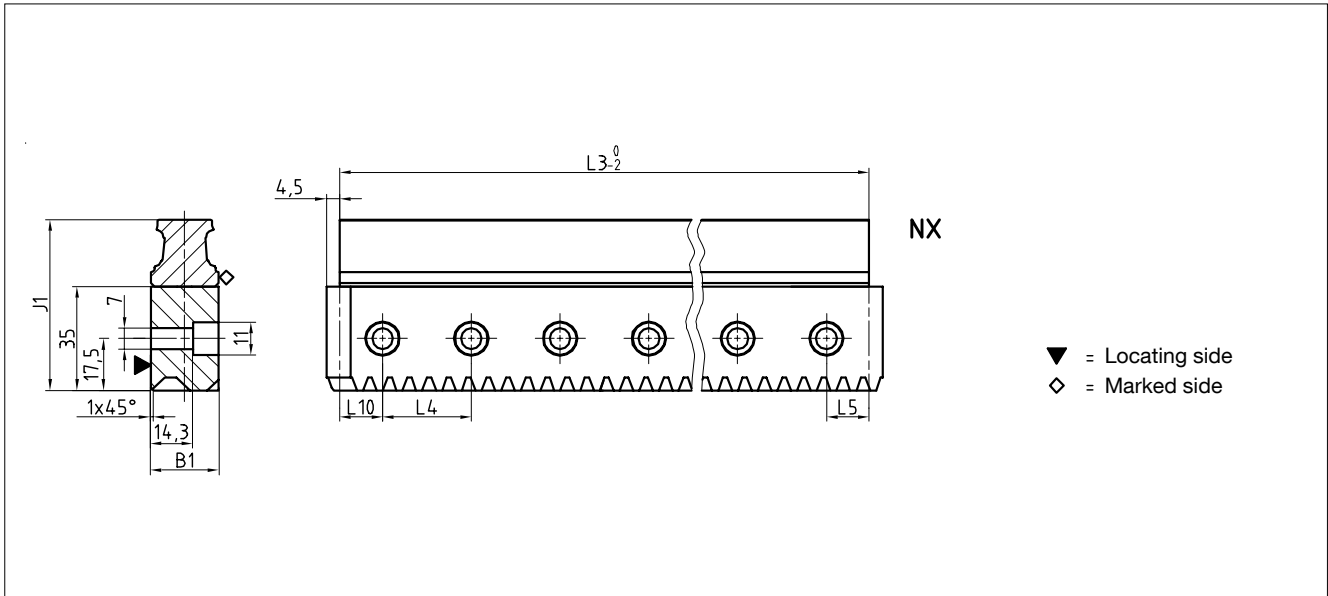 L3-2 0
4,5
NX
J1
35
17,5
7
11
1x45°
14,3
B1
L10
L4
L5
▼ = Locating side
◇ = Marked side